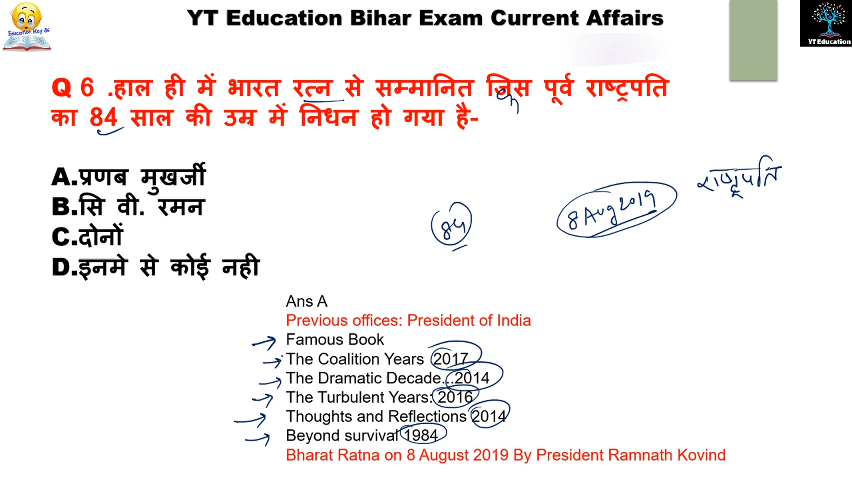 YT Education Bihar Exam Current Affairs
Education Key GS
YT Education
Q 6 .हाल ही में भारत रत्न से सम्मानित जिस पूर्व राष्ट्रपति
का 84 साल की उम्र में निधन हो गया है-
A.प्रणब मुखर्जी
B.सि वी. रमन
C.दोनों
D.इनमे से कोई नही
84
8 Aug 2019
राष्ट्रपति
Ans A
Previous offices: President of India
Famous Book
The Coalition Years 2017
The Dramatic Decade...2014
The Turbulent Years: 2016
Thoughts and Reflections 2014
Beyond survival 1984
Bharat Ratna on 8 August 2019 By President Ramnath Kovind